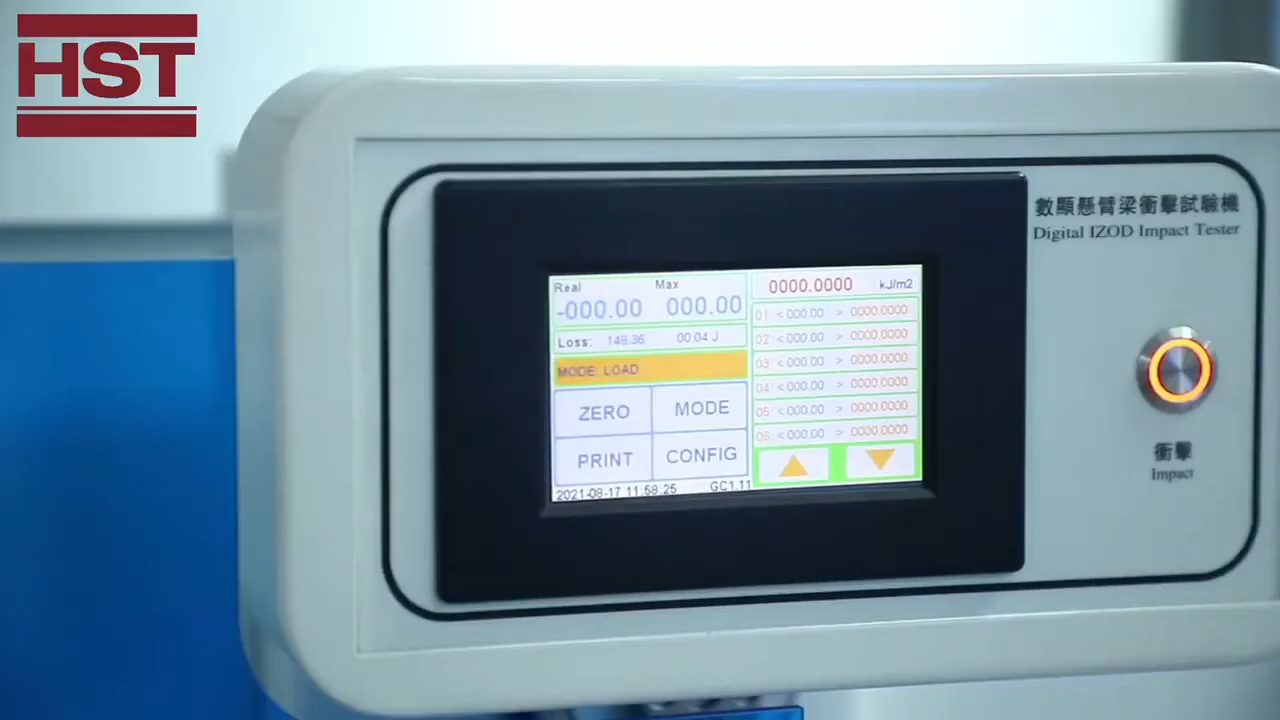 HST
數顯懸臂梁衝擊試驗機
Digital IZOD Impact Tester
Real Max
-000.00 000.00
Loss: 148.36 00.04 J
MODE: LOAD
ZERO MODE
PRINT CONFIG
2021-08-17 11:58:25 GC1.11
0000.0000 kJ/m2
01: < 000.00 > 0000.0000
02: < 000.00 > 0000.0000
03: < 000.00 > 0000.0000
04: < 000.00 > 0000.0000
05: < 000.00 > 0000.0000
06: < 000.00 > 0000.0000
衝擊
Impact